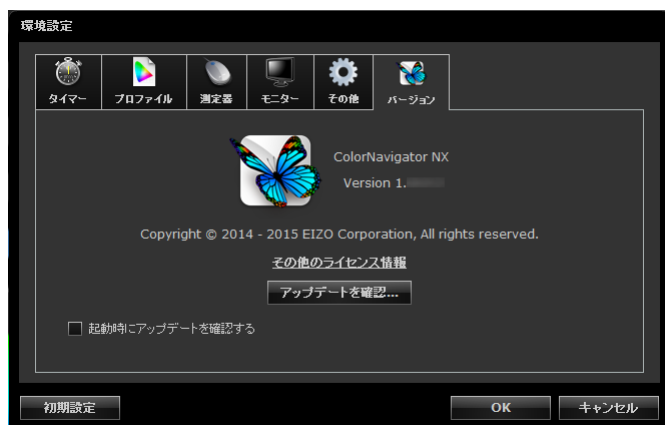 環境設定
タイマー プロファイル 測定器 モニター その他 バージョン
ColorNavigator NX
Version 1.
Copyright © 2014 - 2015 EIZO Corporation, All rights reserved.
その他のライセンス情報
アップデートを確認...
起動時にアップデートを確認する
初期設定 OK キャンセル